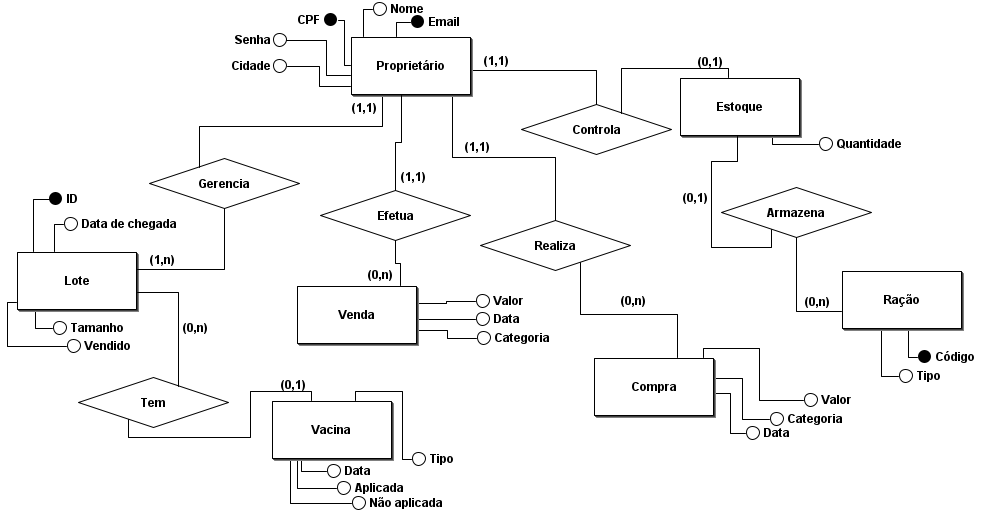 Nome
CPF
Email
Senha
Cidade
Proprietário
(1,1)
(0,1)
(1,1)
(1,1)
Controla
Estoque
Quantidade
Gerencia
(1,1)
(0,1)
Armazena
ID
Data de chegada
Efetua
Realiza
(1,n)
(0,n)
Lote
Ração
(0,n)
(0,n)
(0,n)
Tamanho
Vendido
Venda
Valor
Data
Categoria
Código
Tipo
Compra
Valor
Categoria
Data
Tem
(0,1)
Vacina
Tipo
Data
Aplicada
Não aplicada